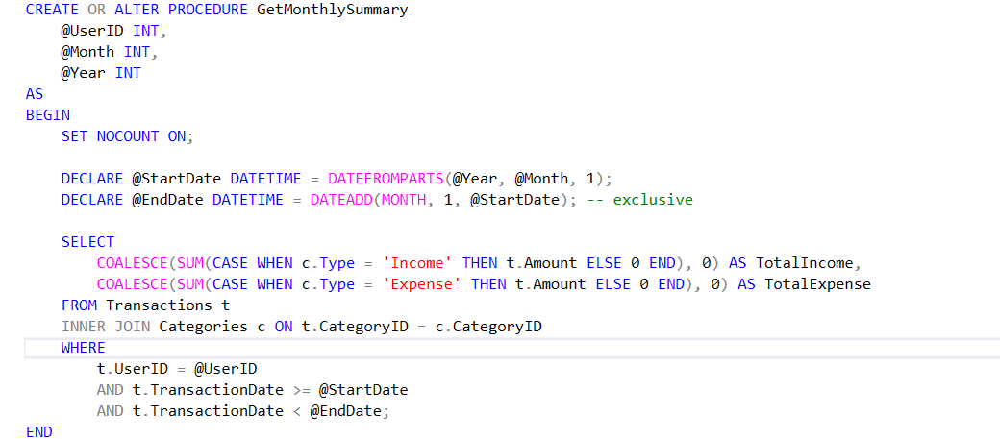 CREATE OR ALTER PROCEDURE GetMonthlySummary
    @UserID INT,
    @Month INT,
    @Year INT
AS
BEGIN
    SET NOCOUNT ON;

    DECLARE @StartDate DATETIME = DATEFROMPARTS(@Year, @Month, 1);
    DECLARE @EndDate DATETIME = DATEADD(MONTH, 1, @StartDate); -- exclusive

    SELECT
        COALESCE(SUM(CASE WHEN c.Type = 'Income' THEN t.Amount ELSE 0 END), 0) AS TotalIncome,
        COALESCE(SUM(CASE WHEN c.Type = 'Expense' THEN t.Amount ELSE 0 END), 0) AS TotalExpense
    FROM Transactions t
    INNER JOIN Categories c ON t.CategoryID = c.CategoryID
    WHERE
        t.UserID = @UserID
        AND t.TransactionDate >= @StartDate
        AND t.TransactionDate < @EndDate;
END